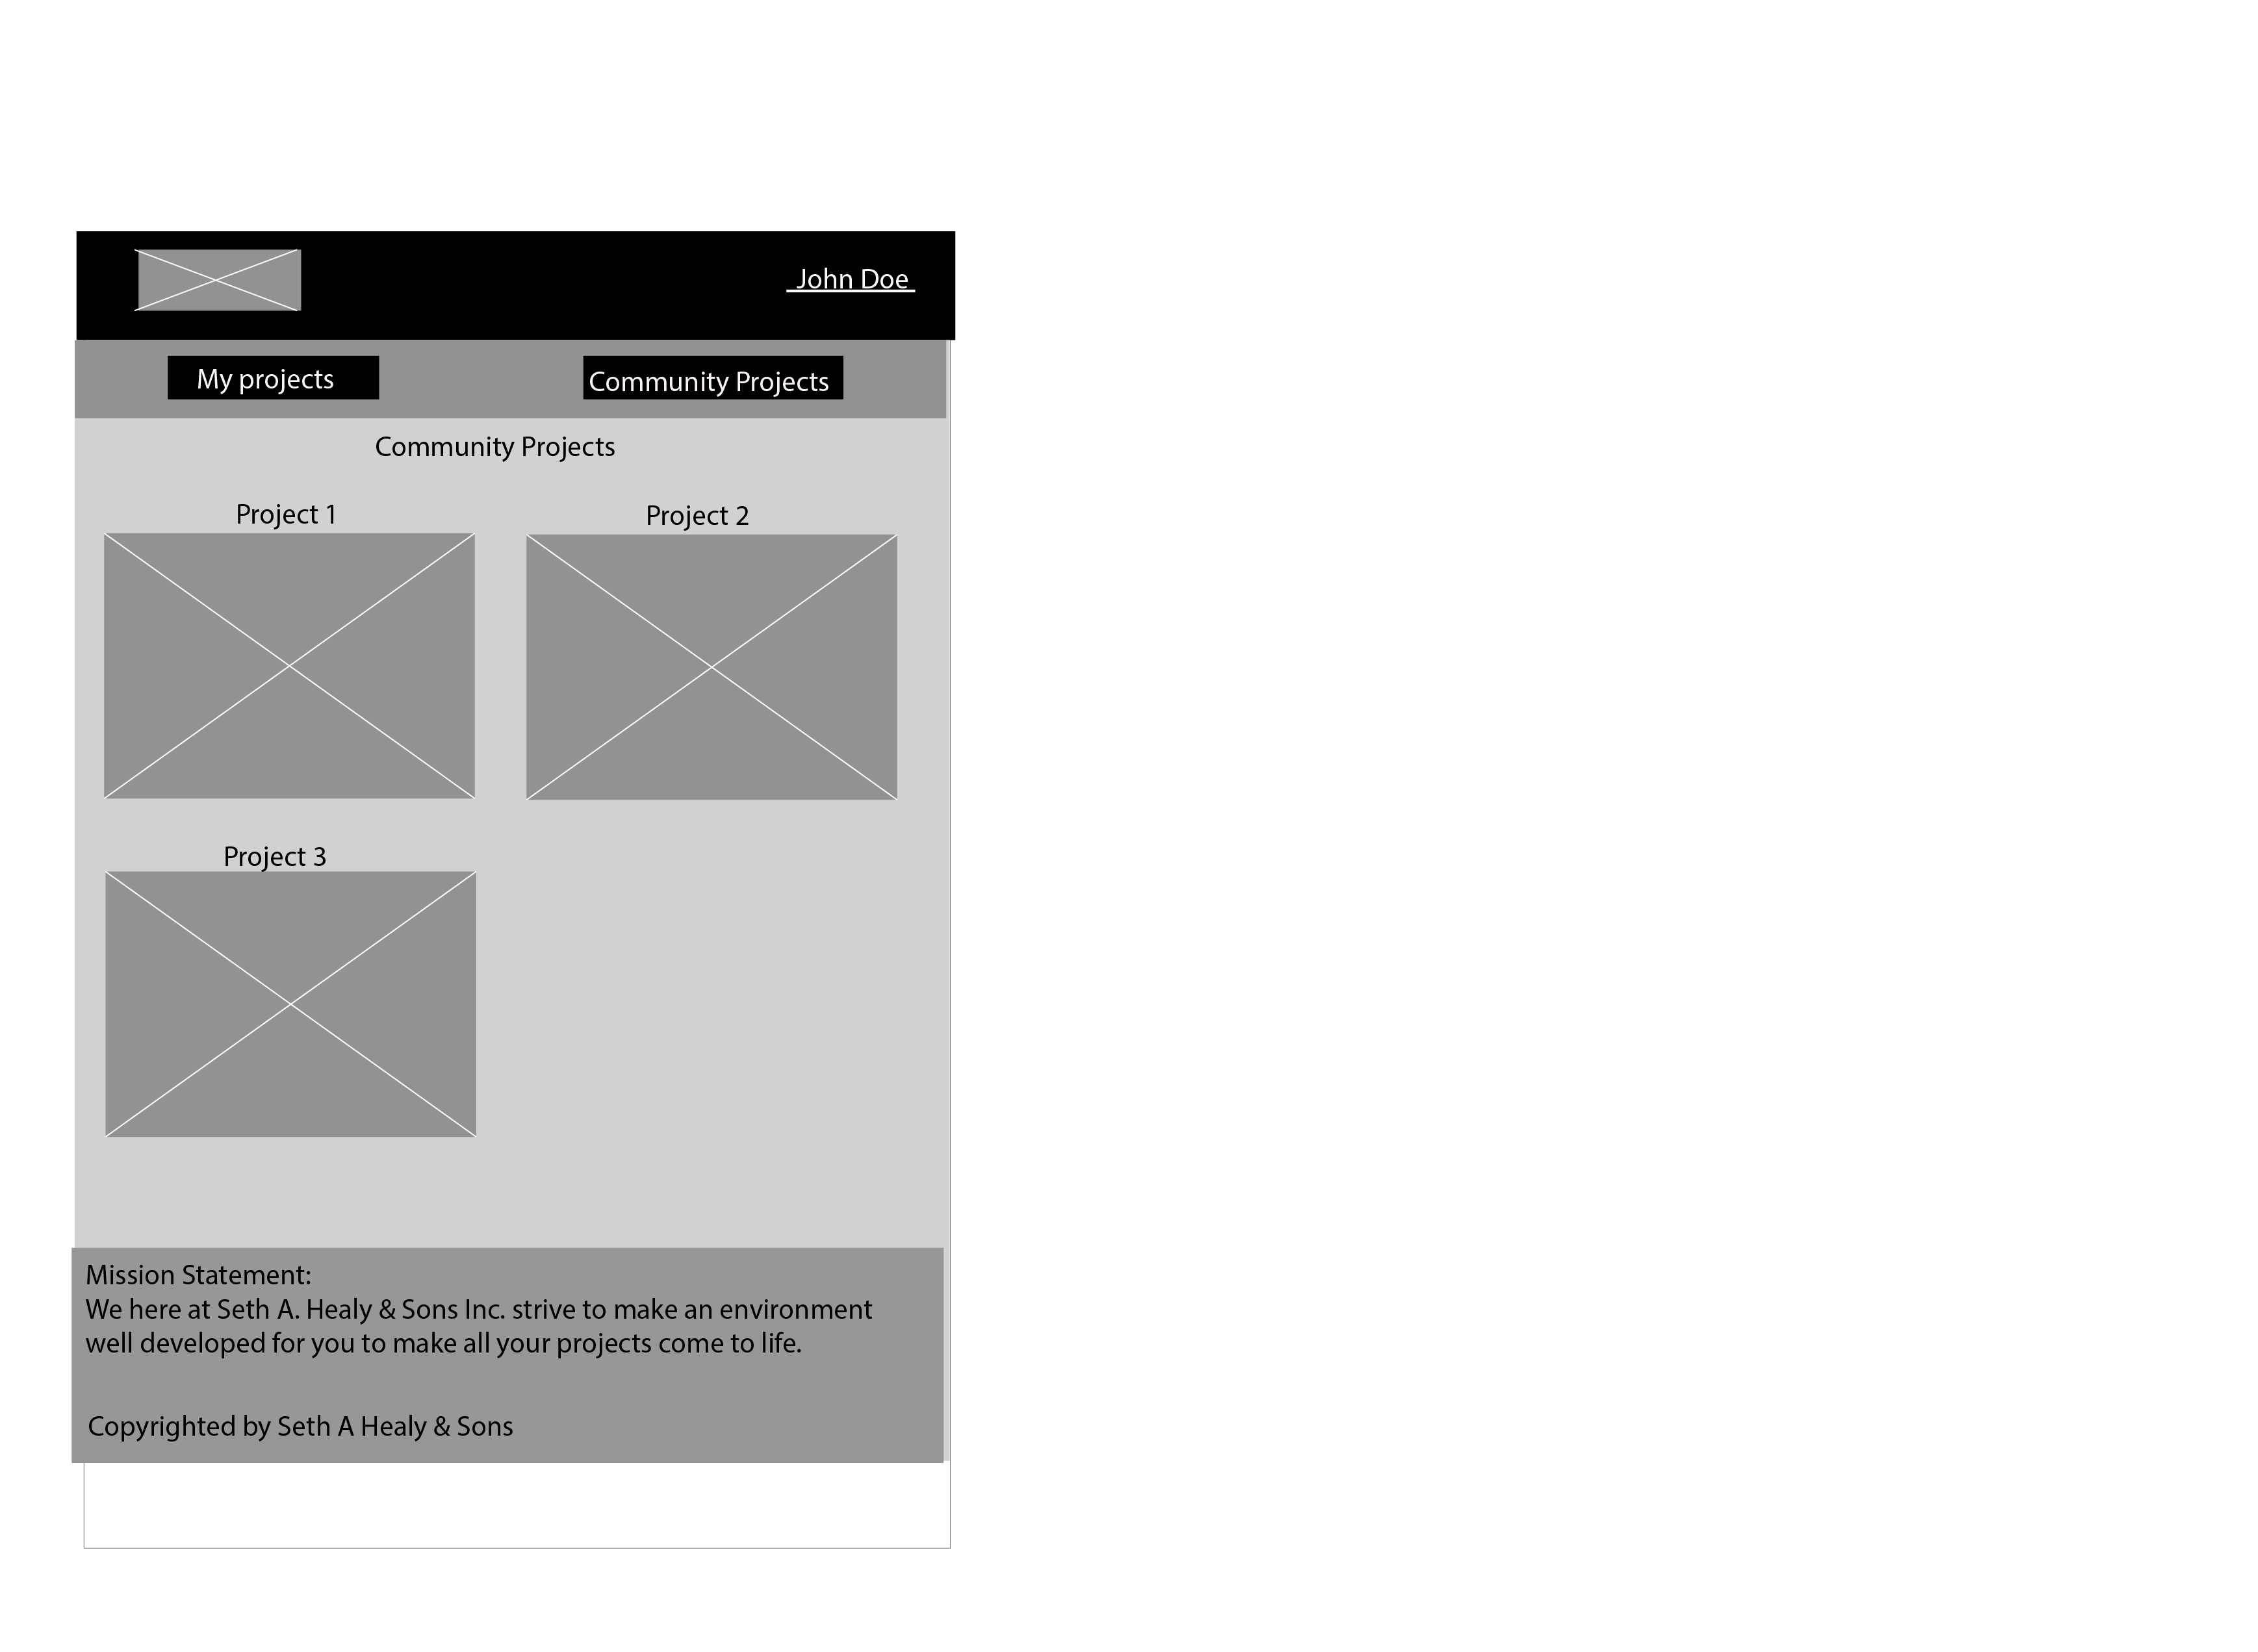 John Doe
My projects
Community Projects
Community Projects
Project 1
Project 2
Project 3
Mission Statement:
We here at Seth A. Healy & Sons Inc. strive to make an environment
well developed for you to make all your projects come to life.
Copyrighted by Seth A Healy & Sons